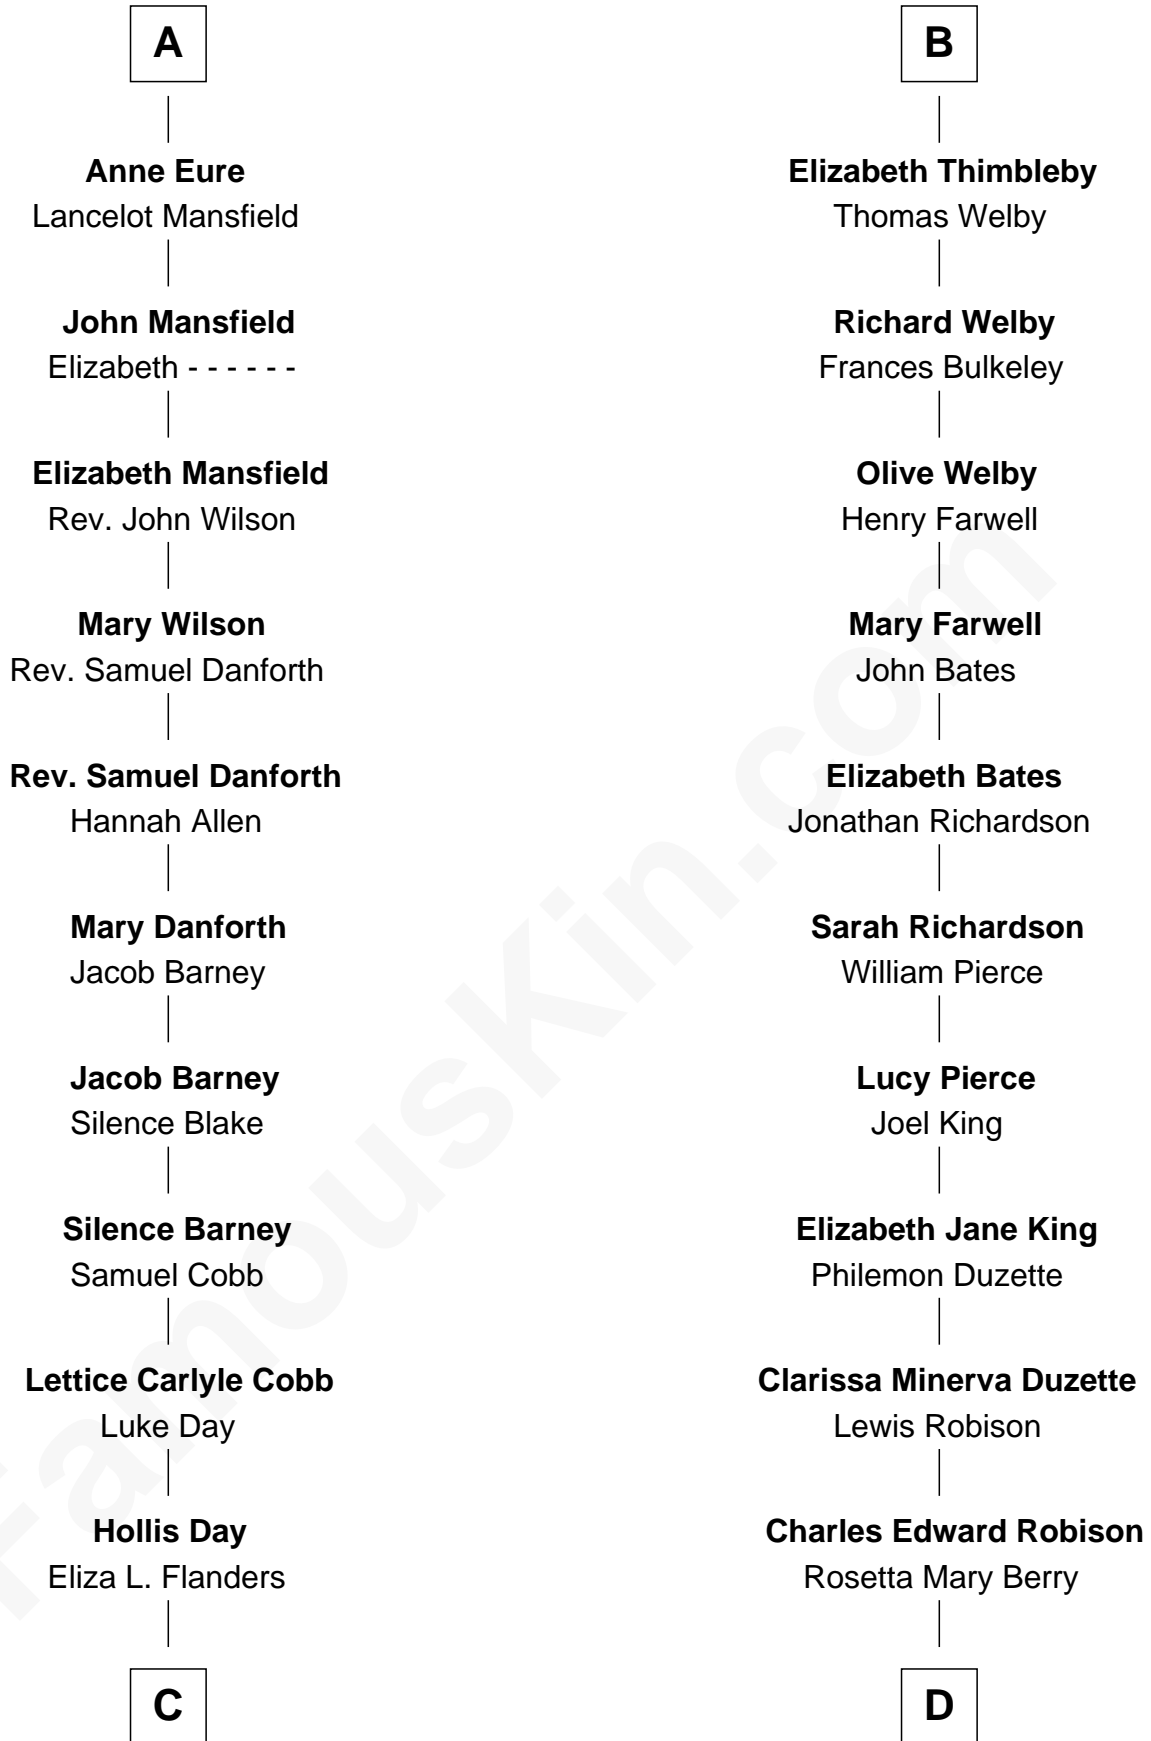 A
Anne Eure
Lancelot Mansfield
John Mansfield
Elizabeth - - - - - -
Elizabeth Mansfield
Rev. John Wilson
Mary Wilson
Rev. Samuel Danforth
Rev. Samuel Danforth
Hannah Allen
Mary Danforth
Jacob Barney
Jacob Barney
Silence Blake
Silence Barney
Samuel Cobb
Lettice Carlyle Cobb
Luke Day
Hollis Day
Eliza L. Flanders
C
B
Elizabeth Thimbleby
Thomas Welby
Richard Welby
Frances Bulkeley
Olive Welby
Henry Farwell
Mary Farwell
John Bates
Elizabeth Bates
Jonathan Richardson
Sarah Richardson
William Pierce
Lucy Pierce
Joel King
Elizabeth Jane King
Philemon Duzette
Clarissa Minerva Duzette
Lewis Robison
Charles Edward Robison
Rosetta Mary Berry
D
FamousKin.com